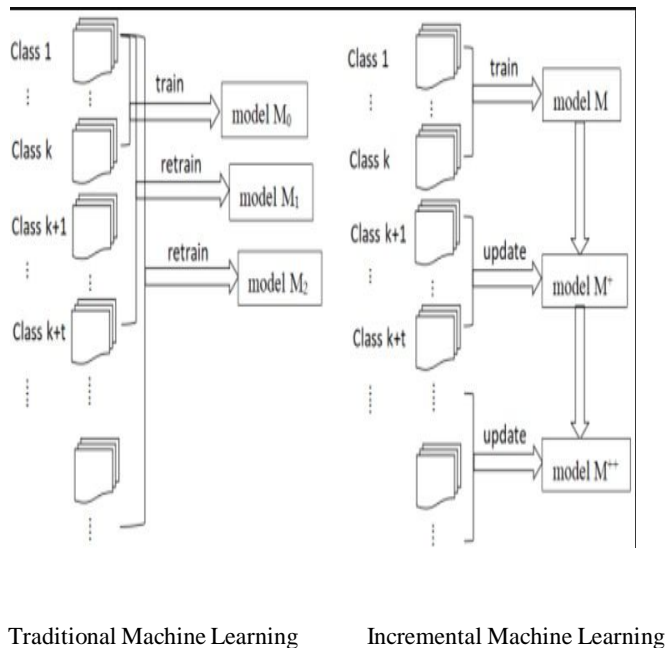 Class 1
train
model M₀
Class k
retrain
model M₁
Class k+1
retrain
model M₂
Class k+t
Class 1
train
model M
Class k
Class k+1
update
model M⁺
Class k+t
update
model M⁺⁺
Traditional Machine Learning
Incremental Machine Learning